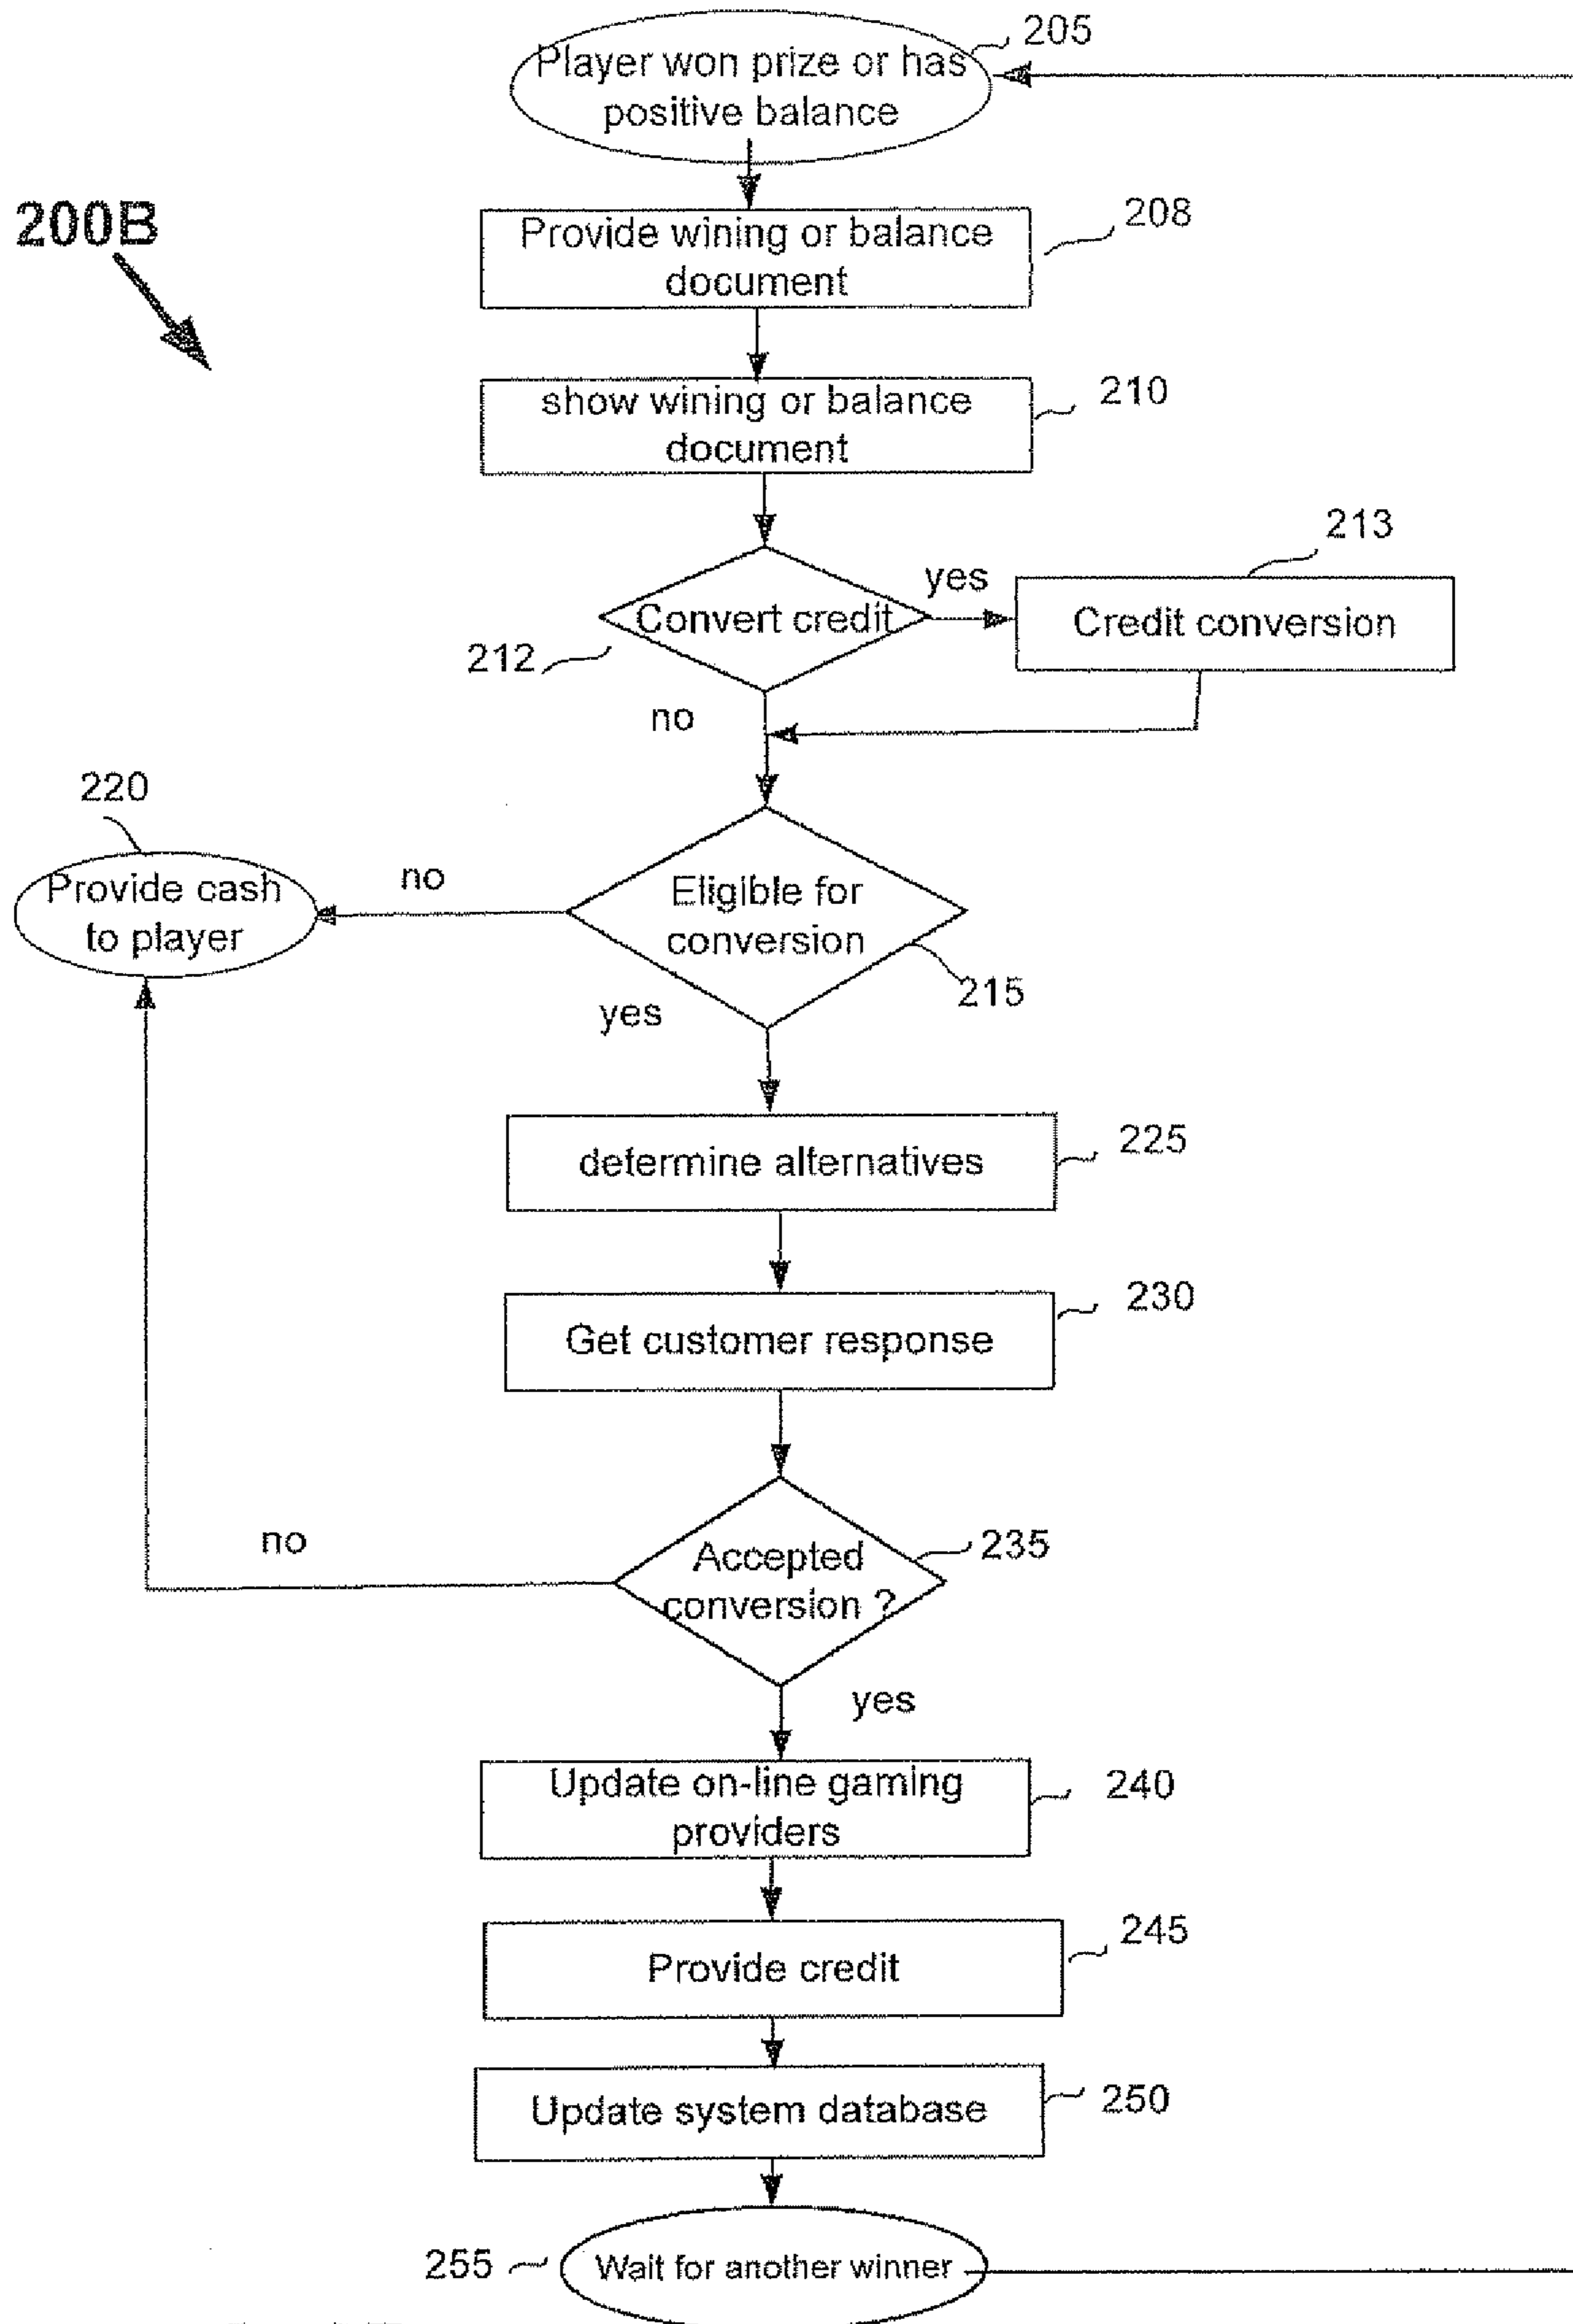 205
Player won prize or has
positive balance
200B
208
Provide wining or balance
document
210
show wining or balance
document
213
yes
Convert credit
Credit conversion
212
no
220
no
Provide cash
to player
Eligible for
conversion
215
yes
225
determine alternatives
230
Get customer response
no
235
Accepted
conversion ?
yes
Update on-line gaming
providers
240
245
Provide credit
Update system database
250
255
Wait for another winner